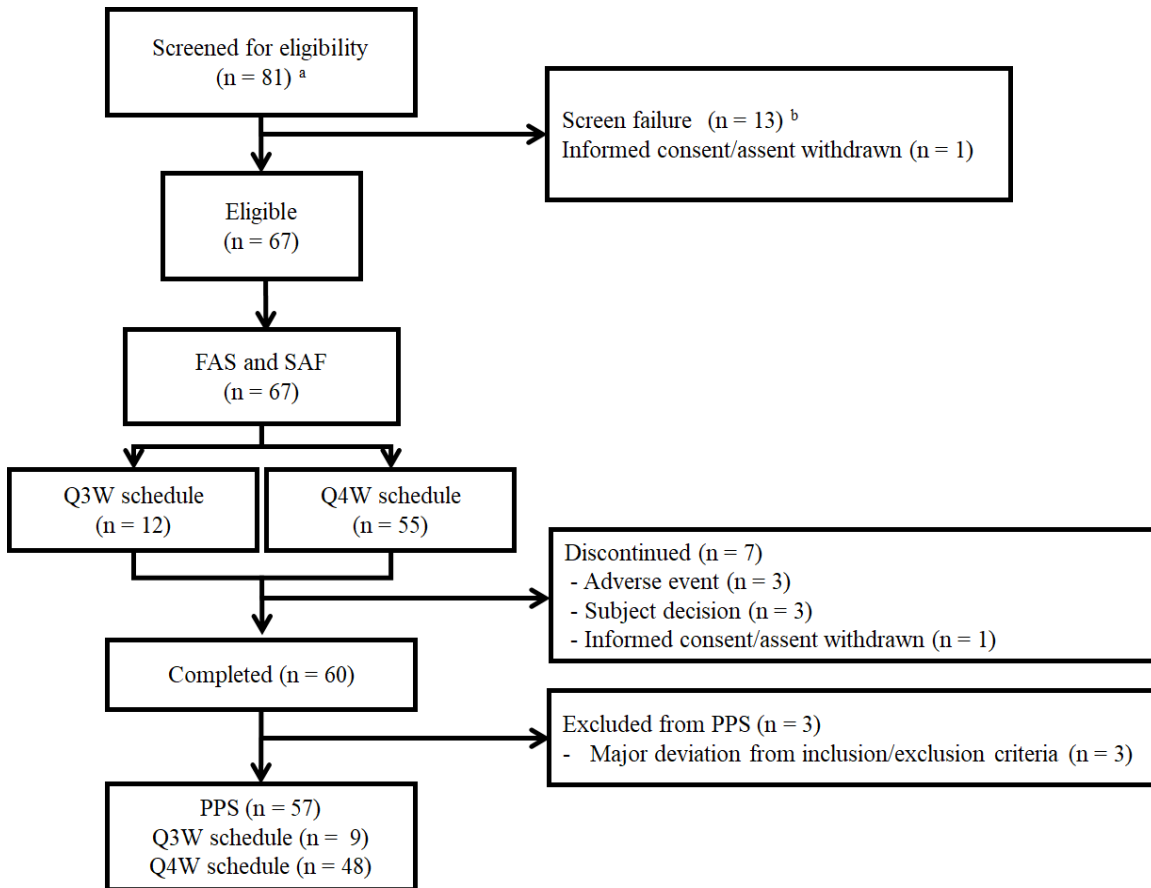 Screened for eligibility
(n = 81) ᵃ
Screen failure (n = 13) ᵇ
Informed consent/assent withdrawn (n = 1)
Eligible
(n = 67)
FAS and SAF
(n = 67)
Q3W schedule
(n = 12)
Q4W schedule
(n = 55)
Discontinued (n = 7)
- Adverse event (n = 3)
- Subject decision (n = 3)
- Informed consent/assent withdrawn (n = 1)
Completed (n = 60)
Excluded from PPS (n = 3)
- Major deviation from inclusion/exclusion criteria (n = 3)
PPS (n = 57)
Q3W schedule (n = 9)
Q4W schedule (n = 48)